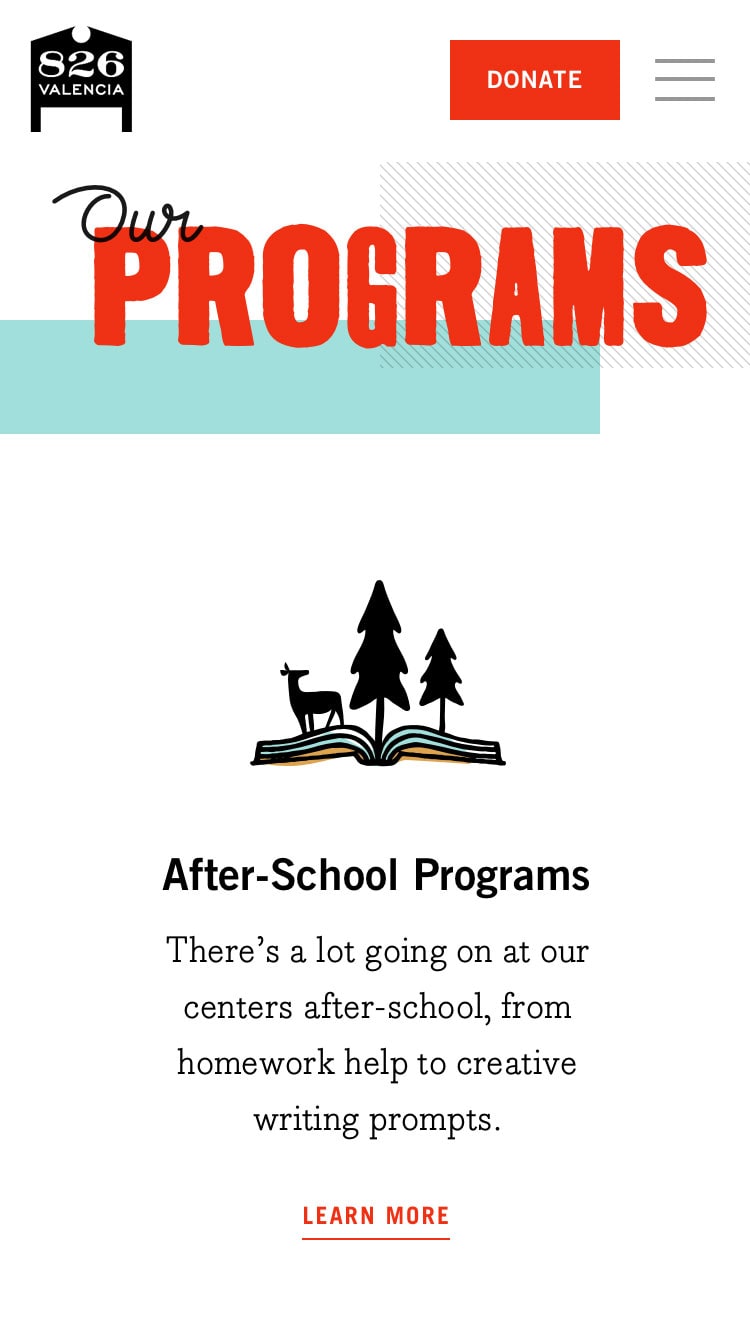 826
VALENCIA
DONATE
Our
PROGRAMS
After-School Programs
There’s a lot going on at our
centers after-school, from
homework help to creative
writing prompts.
LEARN MORE